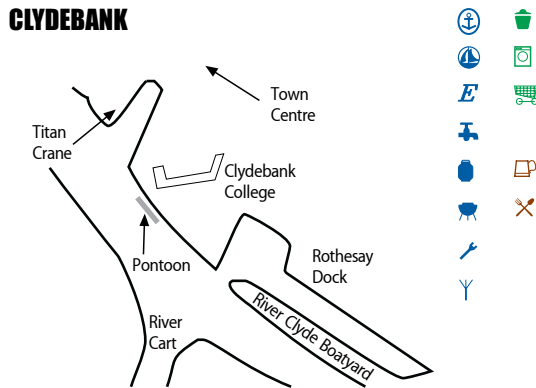 CLYDEBANK
Town
Centre
E
Titan
Crane
Clydebank
College
Rothesay
Dock
Pontoon
River Clyde Boatyard
River
Cart